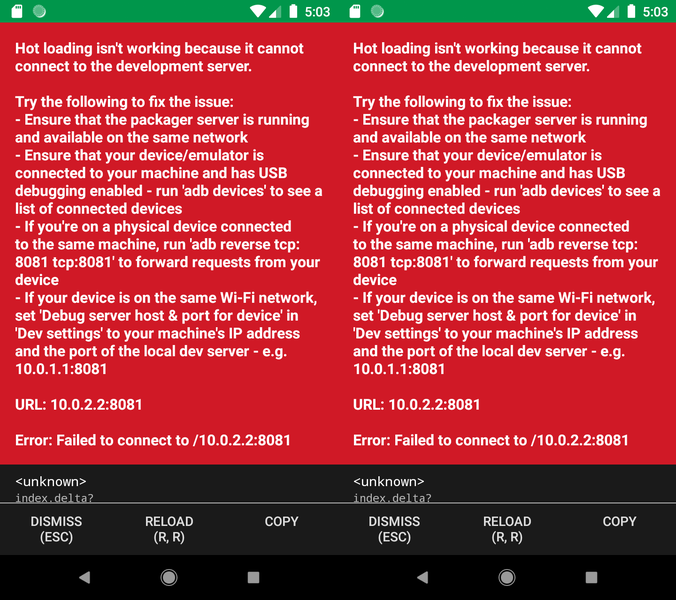 5:03
Hot loading isn't working because it cannot
connect to the development server.
Try the following to fix the issue:
- Ensure that the packager server is running
and available on the same network
- Ensure that your device/emulator is
connected to your machine and has USB
debugging enabled - run 'adb devices' to see a
list of connected devices
- If you're on a physical device connected
to the same machine, run 'adb reverse tcp:
8081 tcp:8081' to forward requests from your
device
- If your device is on the same Wi-Fi network,
set 'Debug server host & port for device' in
'Dev settings' to your machine's IP address
and the port of the local dev server - e.g.
10.0.1.1:8081
URL: 10.0.2.2:8081
Error: Failed to connect to /10.0.2.2:8081
<unknown>
index.delta?
DISMISS
(ESC)
RELOAD
(R, R)
COPY
5:03
Hot loading isn't working because it cannot
connect to the development server.
Try the following to fix the issue:
- Ensure that the packager server is running
and available on the same network
- Ensure that your device/emulator is
connected to your machine and has USB
debugging enabled - run 'adb devices' to see a
list of connected devices
- If you're on a physical device connected
to the same machine, run 'adb reverse tcp:
8081 tcp:8081' to forward requests from your
device
- If your device is on the same Wi-Fi network,
set 'Debug server host & port for device' in
'Dev settings' to your machine's IP address
and the port of the local dev server - e.g.
10.0.1.1:8081
URL: 10.0.2.2:8081
Error: Failed to connect to /10.0.2.2:8081
<unknown>
index.delta?
DISMISS
(ESC)
RELOAD
(R, R)
COPY